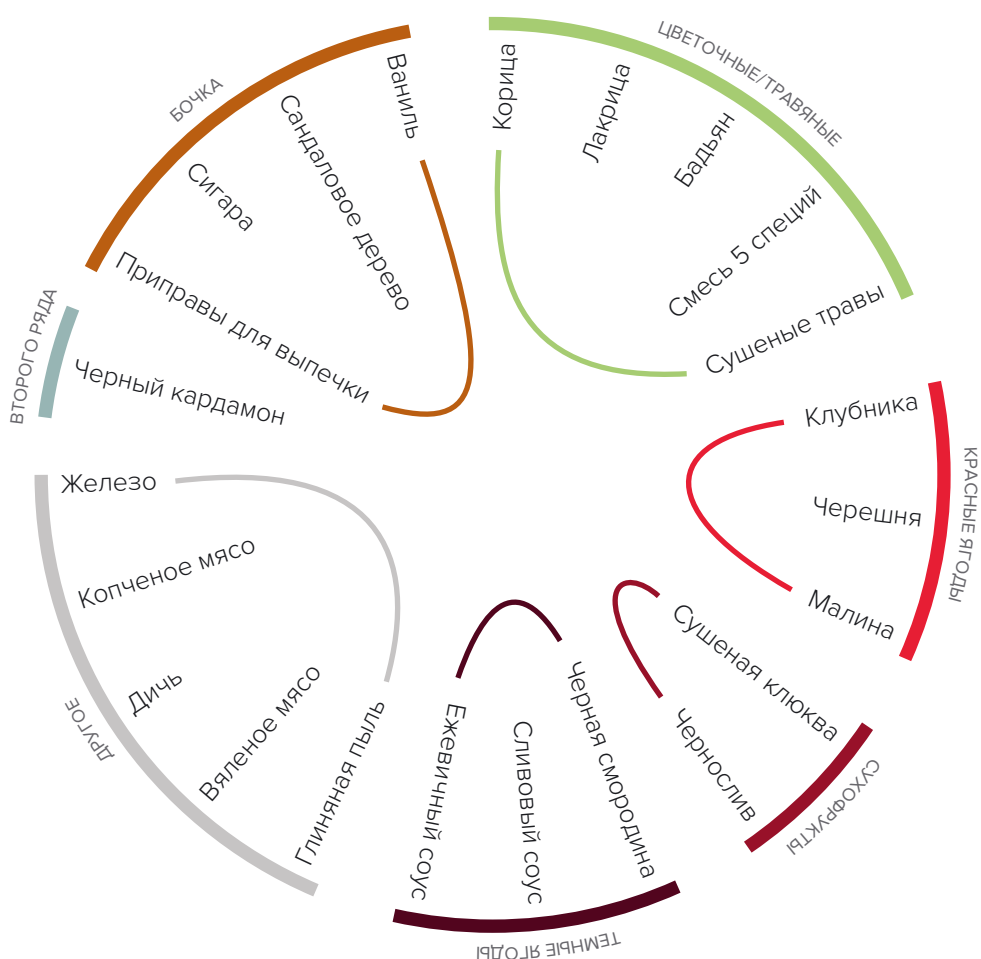 ЦВЕТОЧНЫЕ/ТРАВЯНЫЕ
Корица
Лакрица
Бадьян
Смесь 5 специй
Сушеные травы
КРАСНЫЕ ЯГОДЫ
Клубника
Черешня
Малина
СУХОФРУКТЫ
Сушеная клюква
Чернослив
ТЕМНЫЕ ЯГОДЫ
Черная смородина
Сливовый соус
Ежевичный соус
ДРУГОЕ
Глиняная пыль
Вяленое мясо
Дичь
Копченое мясо
Железо
ВТОРОГО РЯДА
Черный кардамон
БОЧКА
Приправы для выпечки
Сигара
Сандаловое дерево
Ваниль